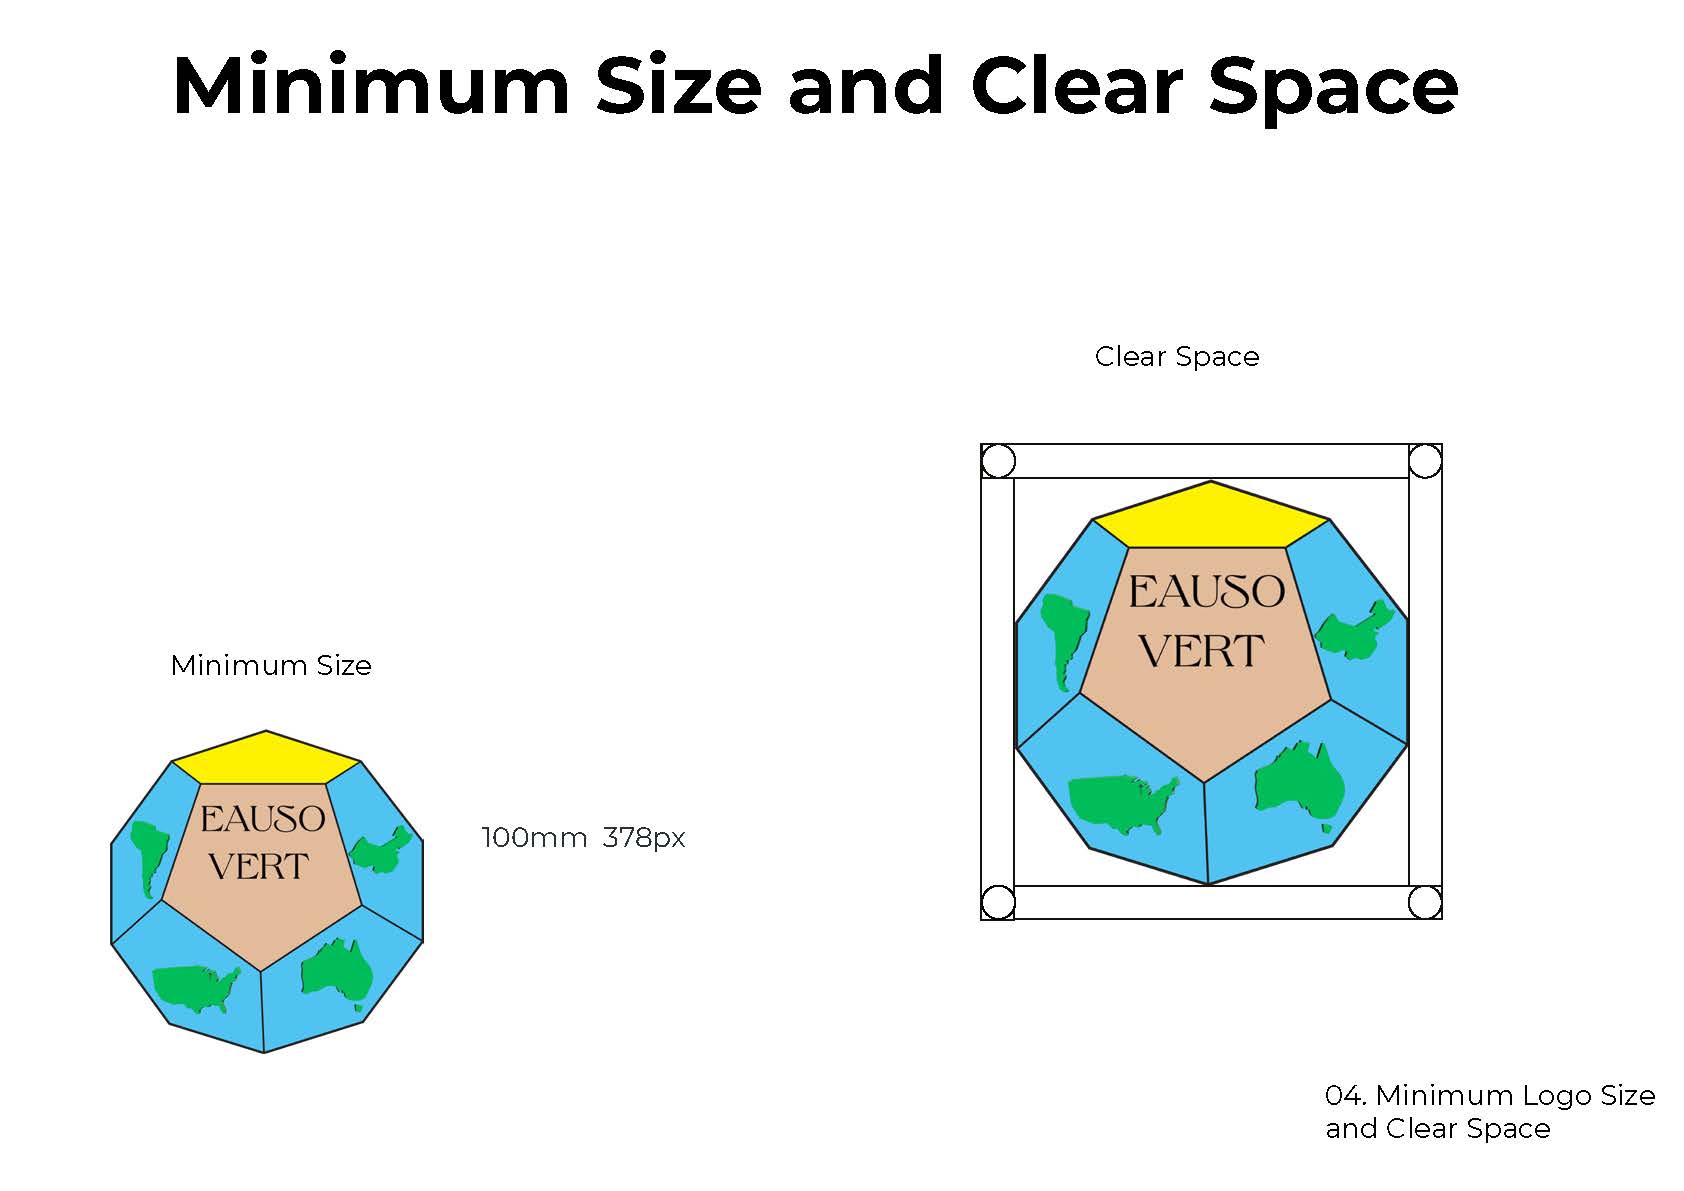 Minimum Size and Clear Space
Clear Space
EAUSO
VERT
Minimum Size
EAUSO
VERT
100mm 378px
04. Minimum Logo Size
and Clear Space